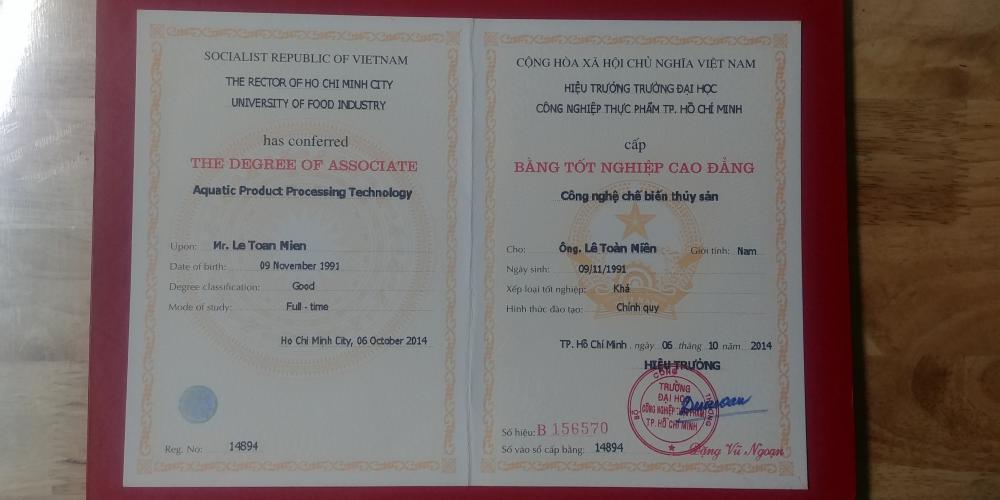 SOCIALIST REPUBLIC OF VIETNAM
THE RECTOR OF HO CHI MINH CITY
UNIVERSITY OF FOOD INDUSTRY
has conferred
THE DEGREE OF ASSOCIATE
Aquatic Product Processing Technology
Upon: Mr. Le Toan Mien
Date of birth: 09 November 1991
Degree classification: Good
Mode of study: Full - time
Ho Chi Minh City, 06 October 2014
Reg. No: 14894
CỘNG HÒA XÃ HỘI CHỦ NGHĨA VIỆT NAM
HIỆU TRƯỞNG TRƯỜNG ĐẠI HỌC
CÔNG NGHIỆP THỰC PHẨM TP. HỒ CHÍ MINH
cấp
BẰNG TỐT NGHIỆP CAO ĐẲNG
Công nghệ chế biến thủy sản
Cho: Ông. Lê Toàn Miên Giới tính: Nam
Ngày sinh: 09/11/1991
Xếp loại tốt nghiệp: Khá
Hình thức đào tạo: Chính quy
TP. Hồ Chí Minh, ngày 06 tháng 10 năm 2014
HIỆU TRƯỞNG
BỘ CÔNG THƯƠNG
TRƯỜNG
ĐẠI HỌC
CÔNG NGHIỆP
TP. HỒ CHÍ MINH
Số hiệu: B 156570
Số vào sổ cấp bằng: 14894
Đặng Vũ Ngoạn